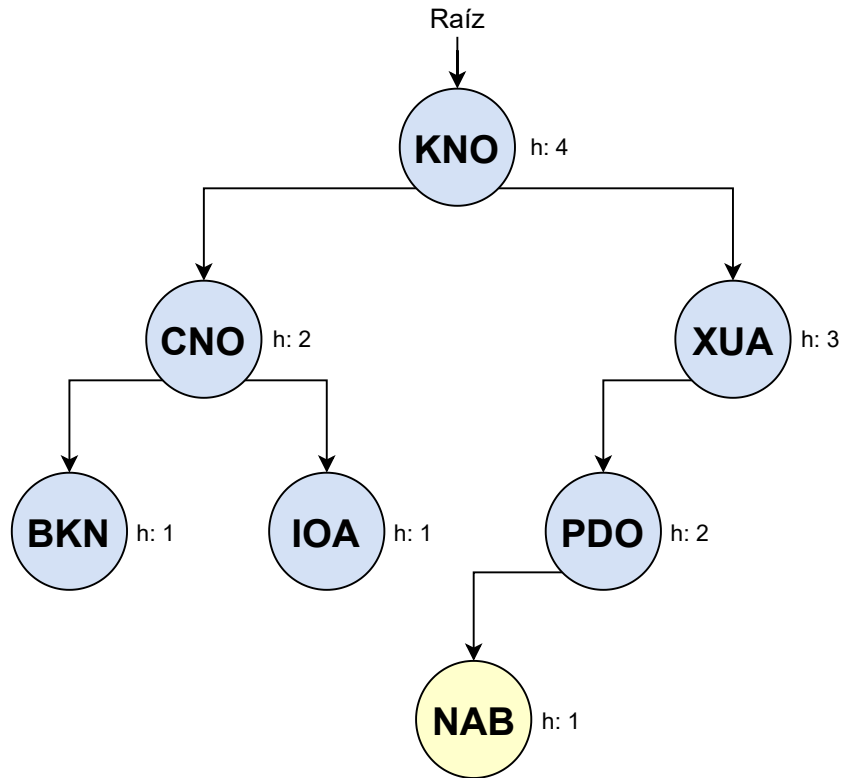 Raíz
KNO h: 4
CNO h: 2 XUA h: 3
BKN h: 1 IOA h: 1 PDO h: 2
NAB h: 1